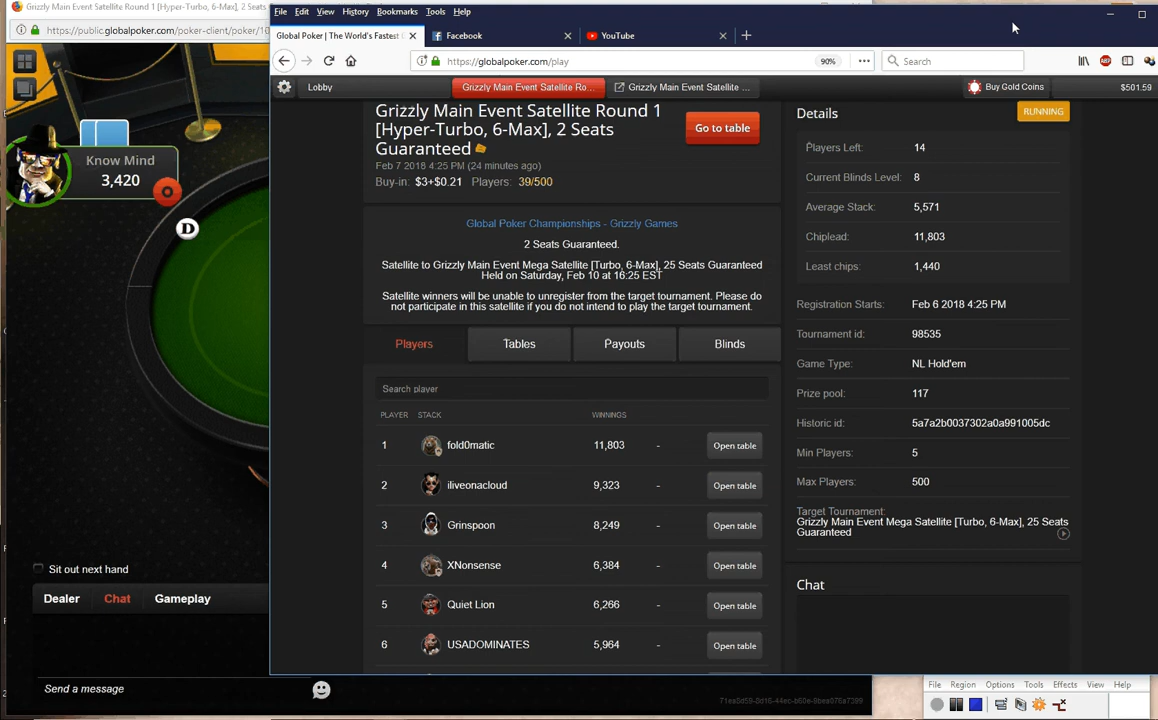 Grizzly Main Event Satellite Round 1 [Hyper-Turbo, 6-Max], 2 Seats
https://public.globalpoker.com/poker-client/poker/10
File Edit View History Bookmarks Tools Help
Global Poker | The World's Fastest
Facebook
YouTube
https://globalpoker.com/play
90%
Search
Lobby
Grizzly Main Event Satellite Ro...
Grizzly Main Event Satellite ...
Buy Gold Coins
$501.59
Know Mind
3,420
D
Grizzly Main Event Satellite Round 1
[Hyper-Turbo, 6-Max], 2 Seats
Guaranteed
Go to table
Feb 7 2018 4:25 PM (24 minutes ago)
Buy-in: $3+$0.21 Players: 39/500
Global Poker Championships - Grizzly Games
2 Seats Guaranteed.
Satellite to Grizzly Main Event Mega Satellite [Turbo, 6-Max], 25 Seats Guaranteed
Held on Saturday, Feb 10 at 16:25 EST
Satellite winners will be unable to unregister from the target tournament. Please do
not participate in this satellite if you do not intend to play the target tournament.
Players Tables Payouts Blinds
Search player
PLAYER STACK WINNINGS
1 fold0matic 11,803 - Open table
2 iliveonacloud 9,323 - Open table
3 Grinspoon 8,249 - Open table
4 XNonsense 6,384 - Open table
5 Quiet Lion 6,266 - Open table
6 USADOMINATES 5,964 - Open table
Details
RUNNING
Players Left: 14
Current Blinds Level: 8
Average Stack: 5,571
Chiplead: 11,803
Least chips: 1,440
Registration Starts: Feb 6 2018 4:25 PM
Tournament id: 98535
Game Type: NL Hold'em
Prize pool: 117
Historic id: 5a7a2b0037302a0a991005dc
Min Players: 5
Max Players: 500
Target Tournament:
Grizzly Main Event Mega Satellite [Turbo, 6-Max], 25 Seats
Guaranteed
Chat
Sit out next hand
Dealer Chat Gameplay
Send a message
File Region Options Tools Effects View Help